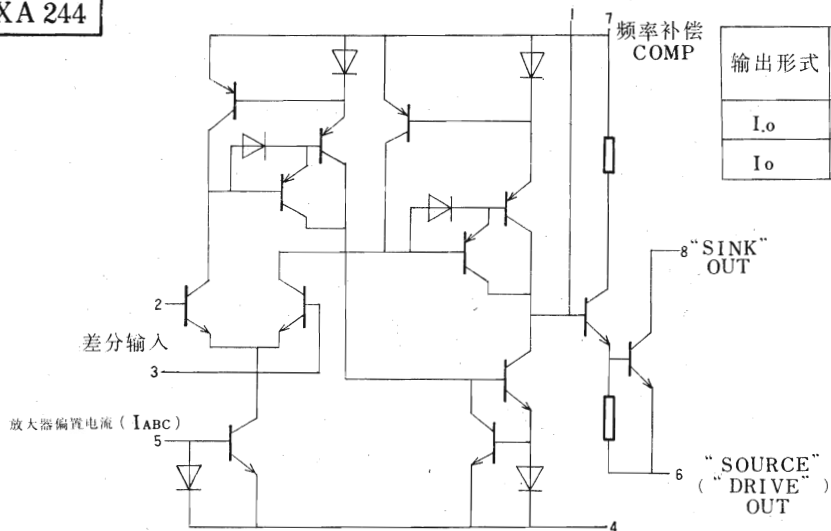 XA 244
1
7
频率补偿
COMP
输出形式
I.o
Io
8 "SINK"
OUT
2
差分输入
3
放大器偏置电流 ( IABC )
5
6
"SOURCE"
( "DRIVE" )
OUT
4